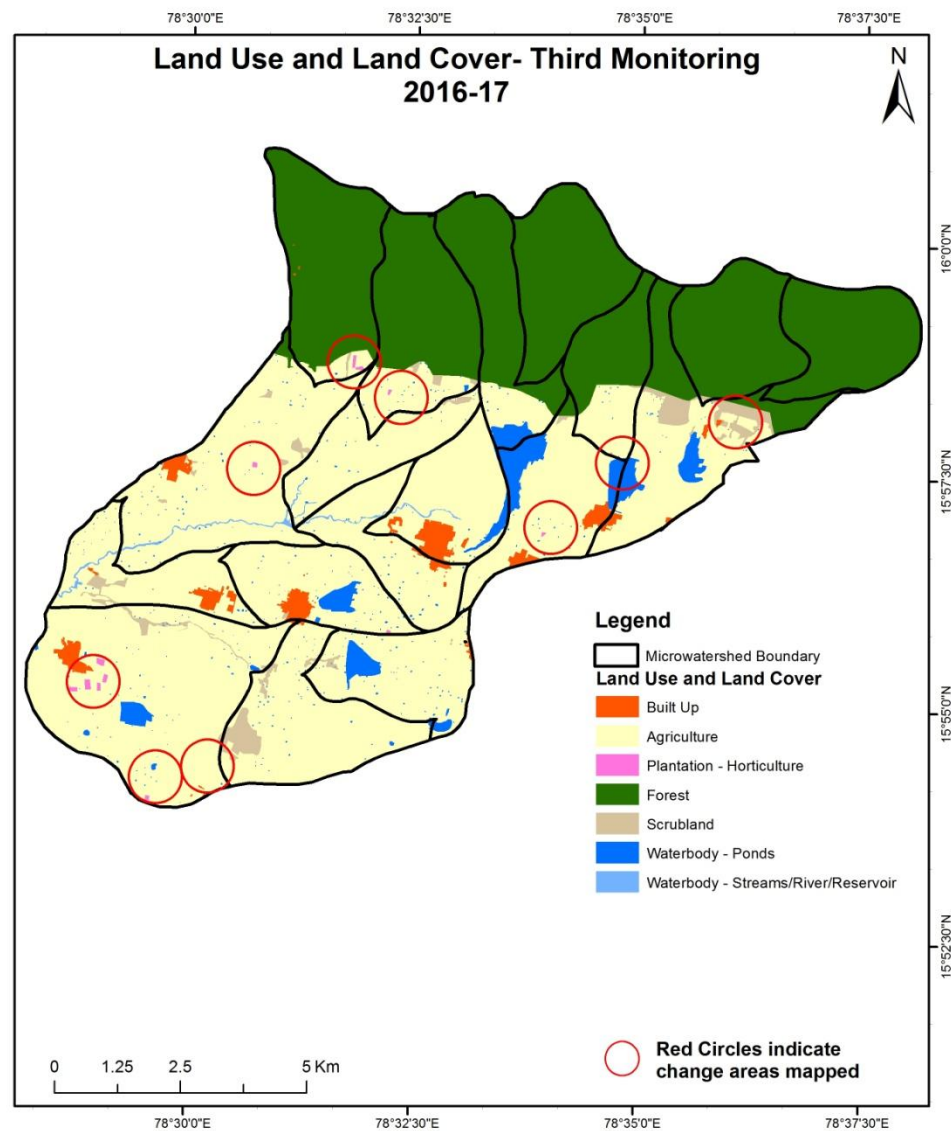 78°30'0"E
78°32'30"E
78°35'0"E
78°37'30"E
Land Use and Land Cover- Third Monitoring
2016-17
N
16°0'0"N
15°57'30"N
15°55'0"N
15°52'30"N
Legend
Microwatershed Boundary
Land Use and Land Cover
Built Up
Agriculture
Plantation - Horticulture
Forest
Scrubland
Waterbody - Ponds
Waterbody - Streams/River/Reservoir
Red Circles indicate
change areas mapped
0 1.25 2.5 5 Km
78°30'0"E
78°32'30"E
78°35'0"E
78°37'30"E